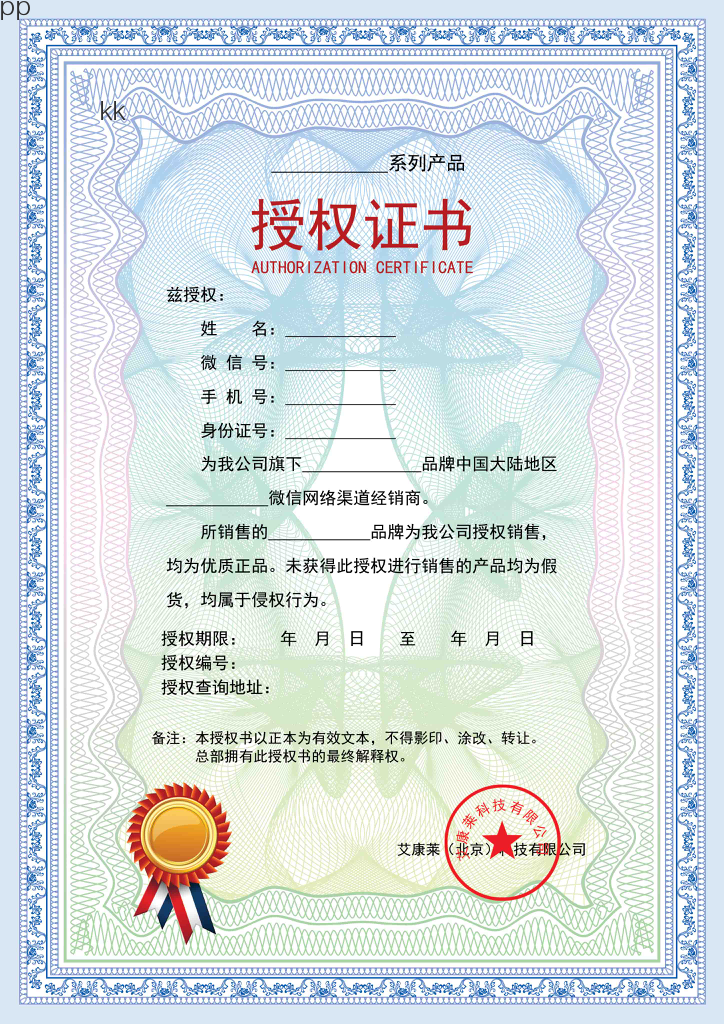 pp
kk
____________系列产品
授权证书
AUTHORIZATION CERTIFICATE
兹授权：
姓 名：____________
微 信 号：____________
手 机 号：____________
身份证号：____________
为我公司旗下____________品牌中国大陆地区
____________微信网络渠道经销商。
所销售的____________品牌为我公司授权销售，
均为优质正品。未获得此授权进行销售的产品均为假
货，均属于侵权行为。
授权期限： 年 月 日 至 年 月 日
授权编号：
授权查询地址：
备注：本授权书以正本为有效文本，不得影印、涂改、转让。
总部拥有此授权书的最终解释权。
康莱科技有限公
艾康莱（北京）科技有限公司